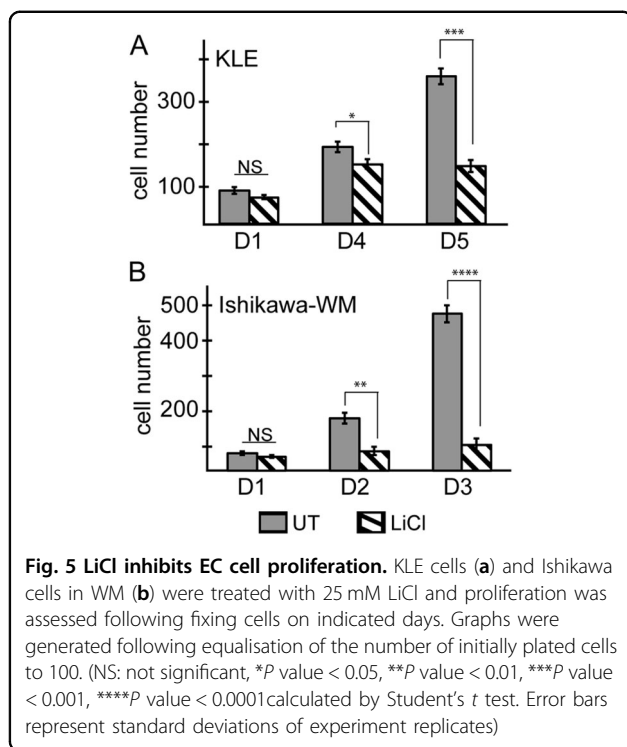 A
KLE
cell number
300
100
NS
*
***
D1 D4 D5
B
Ishikawa-WM
cell number
500
400
200
NS
**
****
D1 D2 D3
UT LiCl
Fig. 5 LiCl inhibits EC cell proliferation. KLE cells (a) and Ishikawa
cells in WM (b) were treated with 25 mM LiCl and proliferation was
assessed following fixing cells on indicated days. Graphs were
generated following equalisation of the number of initially plated cells
to 100. (NS: not significant, *P value < 0.05, **P value < 0.01, ***P value
< 0.001, ****P value < 0.0001calculated by Student's t test. Error bars
represent standard deviations of experiment replicates)